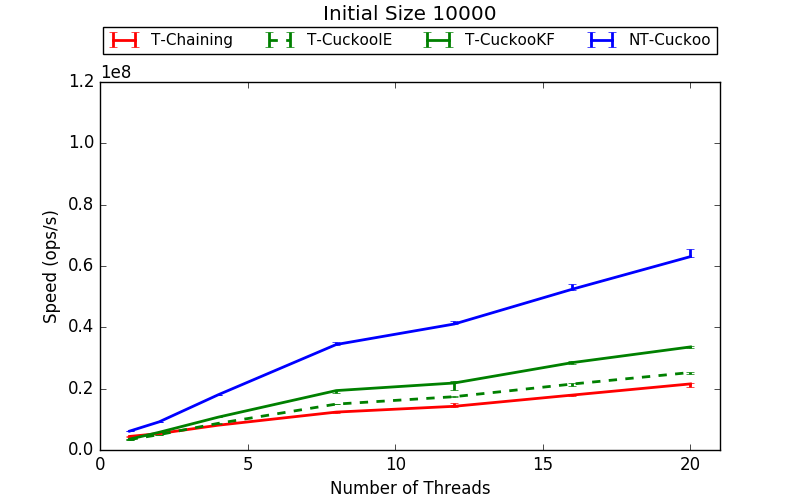 Initial Size 10000
T-Chaining T-CuckooIE T-CuckooKF NT-Cuckoo
1e8
1.2
1.0
0.8
0.6
0.4
0.2
0.0
Speed (ops/s)
0 5 10 15 20
Number of Threads